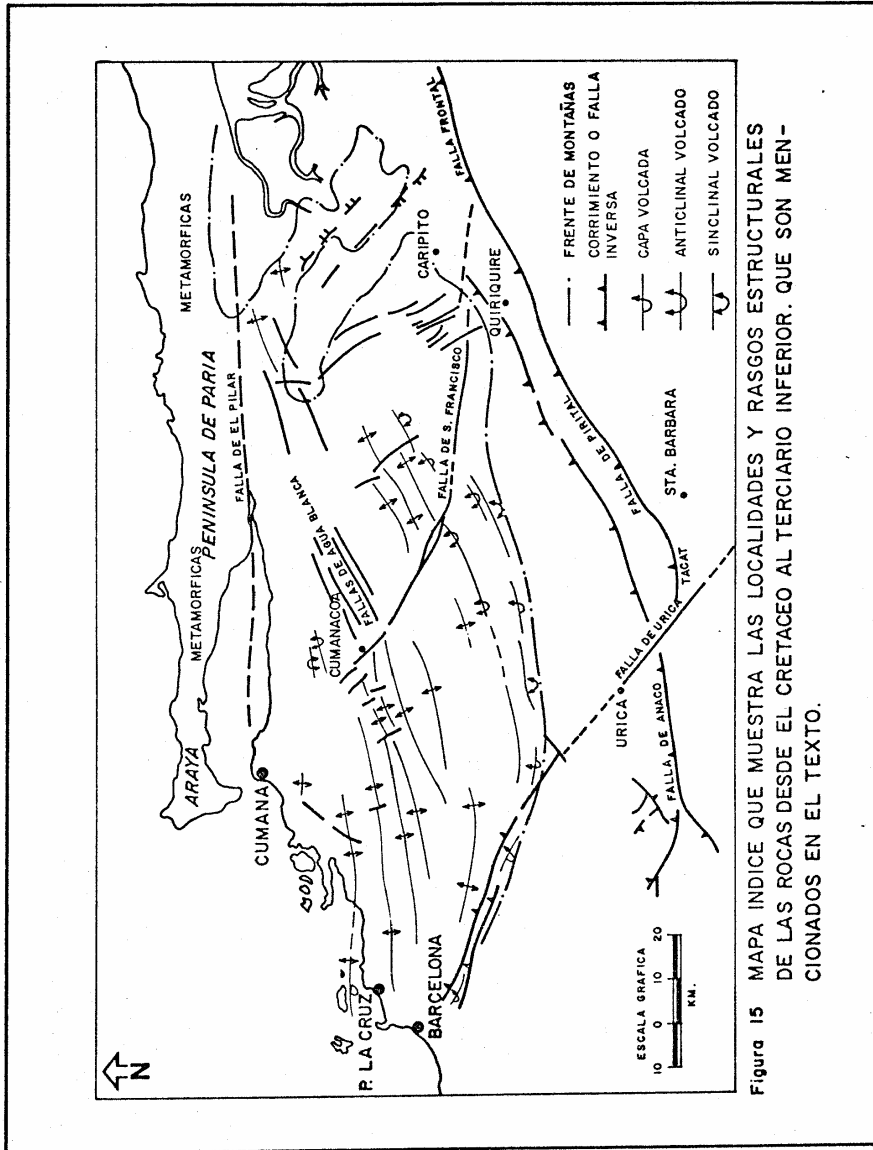 N
ARAYA
METAMORFICAS
METAMORFICAS
PENINSULA DE PARIA
FALLA DE EL PILAR
CUMANA
P. LA CRUZ
BARCELONA
CUMANACOA
FALLAS DE AGUA BLANCA
FALLA DE S. FRANCISCO
CARIPITO
QUIRIQUIRE
FALLA FRONTAL
FALLA DE PIRITAL
STA. BARBARA
TACAT
FALLA DE URICA
URICA
FALLA DE ANACO
ESCALA GRAFICA
10 0 10 20
KM.
FRENTE DE MONTAÑAS
CORRIMIENTO O FALLA
INVERSA
CAPA VOLCADA
ANTICLINAL VOLCADO
SINCLINAL VOLCADO
Figura 15 MAPA INDICE QUE MUESTRA LAS LOCALIDADES Y RASGOS ESTRUCTURALES
DE LAS ROCAS DESDE EL CRETACEO AL TERCIARIO INFERIOR. QUE SON MEN-
CIONADOS EN EL TEXTO.